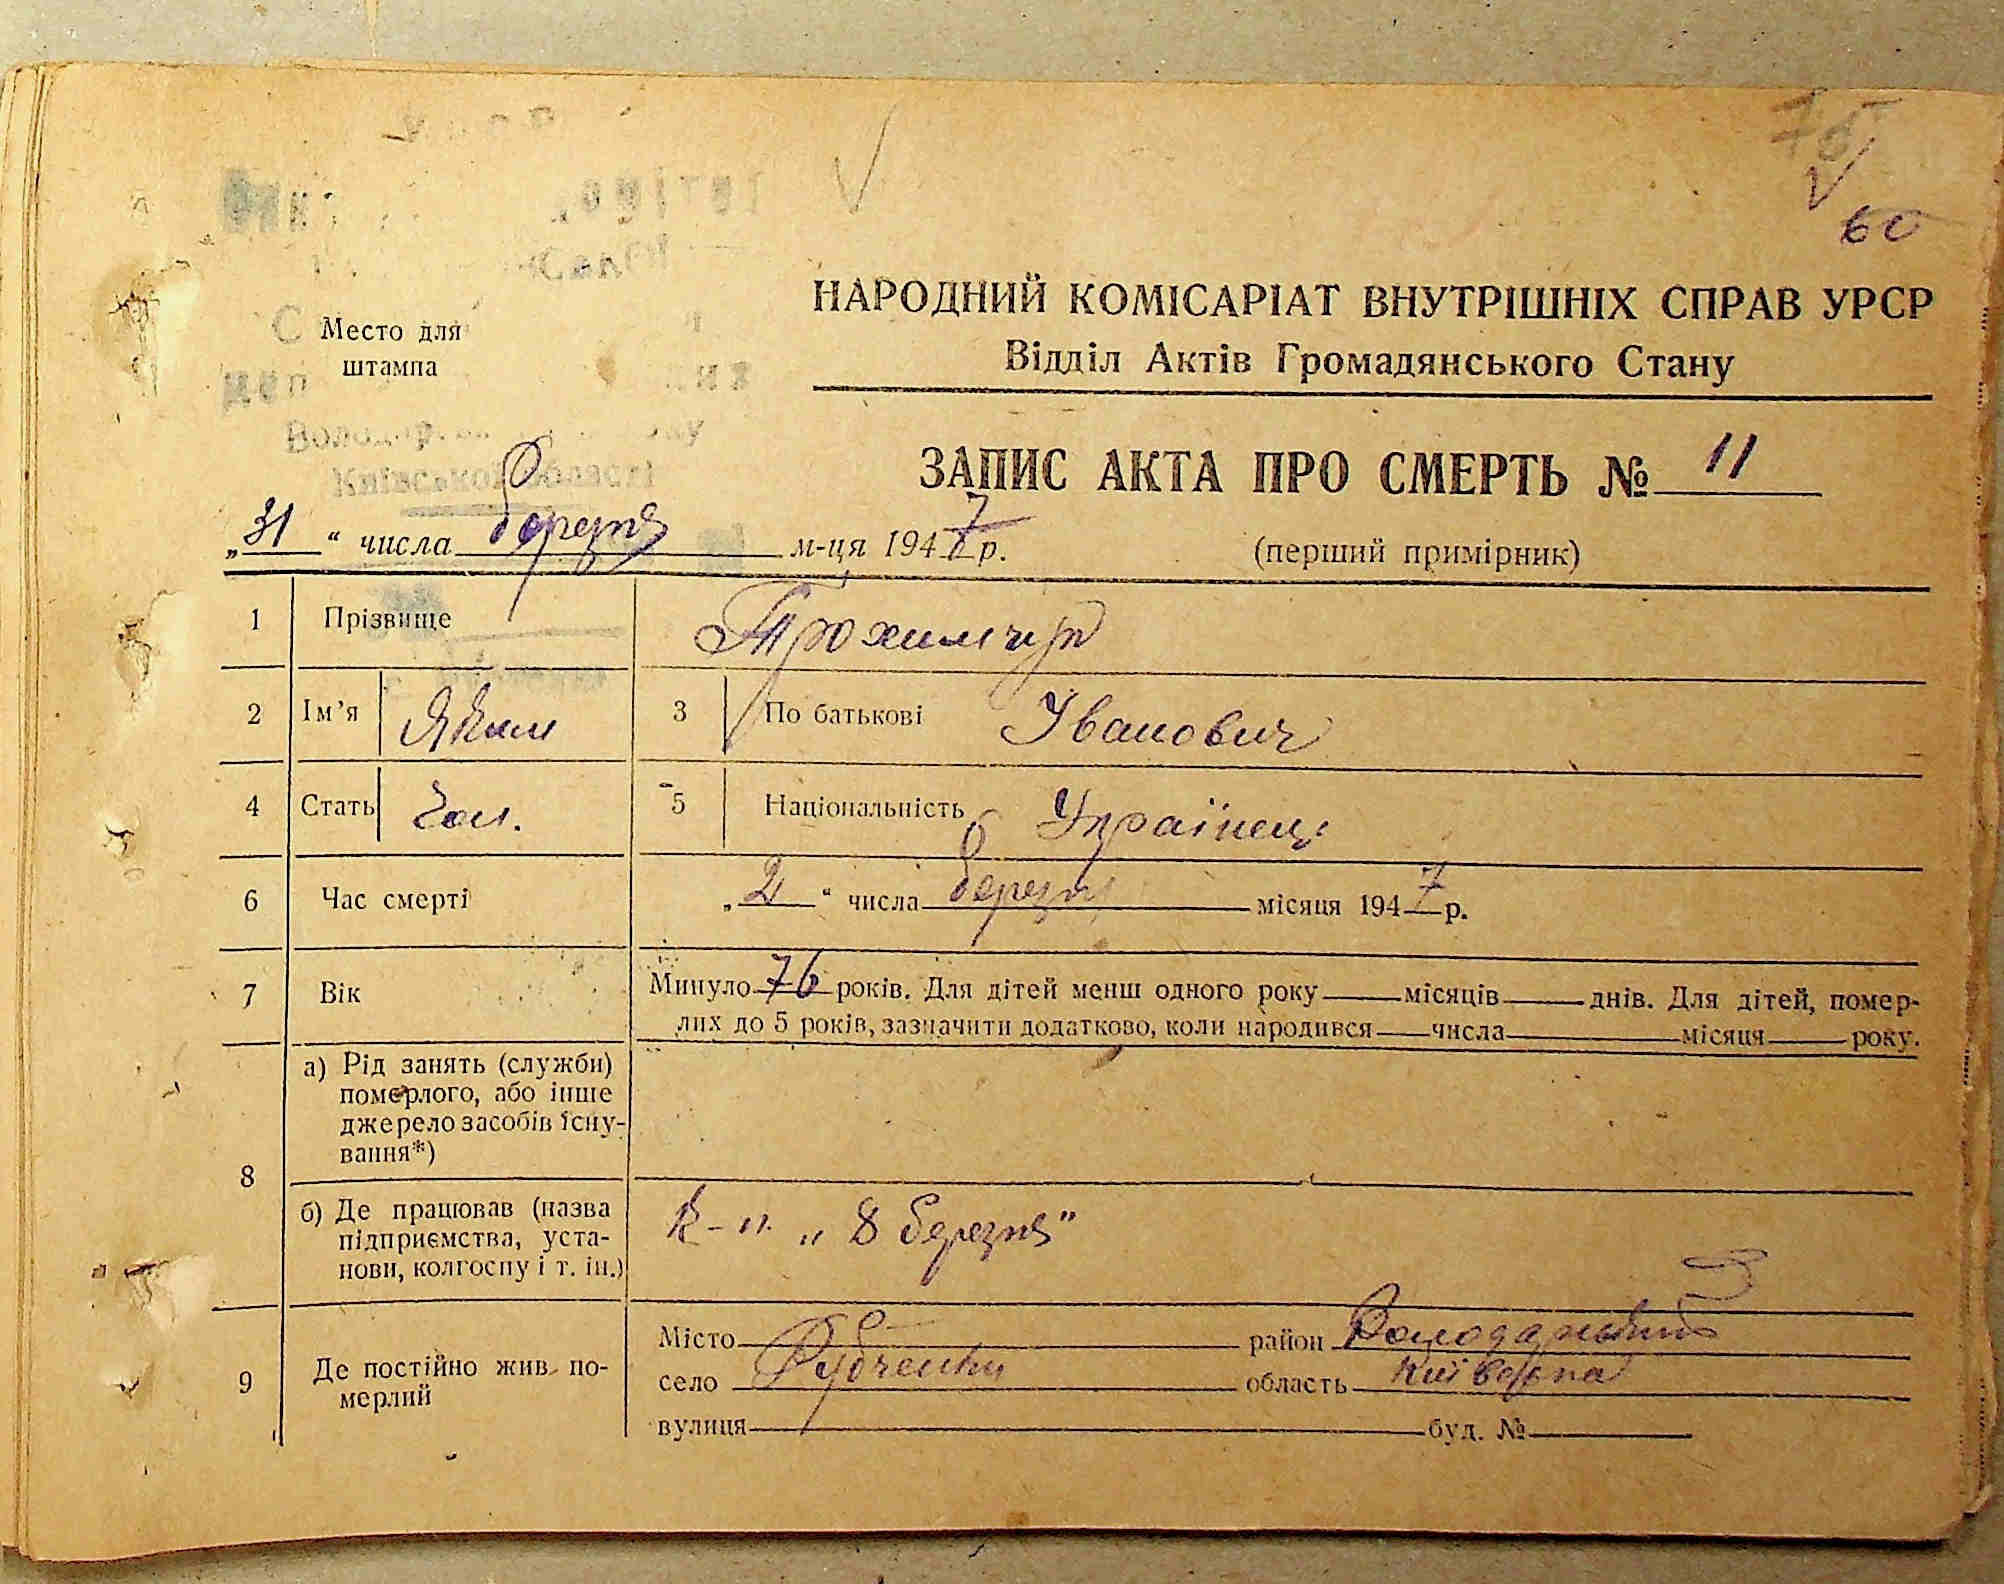 75
60
Место для
штампа
НАРОДНИЙ КОМІСАРІАТ ВНУТРІШНІХ СПРАВ УРСР
Відділ Актів Громадянського Стану
Київської області
ЗАПИС АКТА ПРО СМЕРТЬ № 11
„31“ числа березня м-ця 1947 р. (перший примірник)
1 Прізвище Трохимчук
2 Ім’я Яким 3 По батькові Іванович
4 Стать Чол. 5 Національність Українець
6 Час смерті „2“ числа березня місяця 1947 р.
7 Вік Минуло 76 років. Для дітей менш одного року місяців днів. Для дітей, помер-
лих до 5 років, зазначити додатково, коли народився числа місяця року.
8 а) Рід занять (служби)
померлого, або інше
джерело засобів існу-
вання*)
б) Де працював (назва
підприємства, уста-
нови, колгоспу і т. ін.)
К-п. „8 березня”
9 Де постійно жив по-
мерлий
Місто район Володарський
село Рубченки область Київська
вулиця буд. №